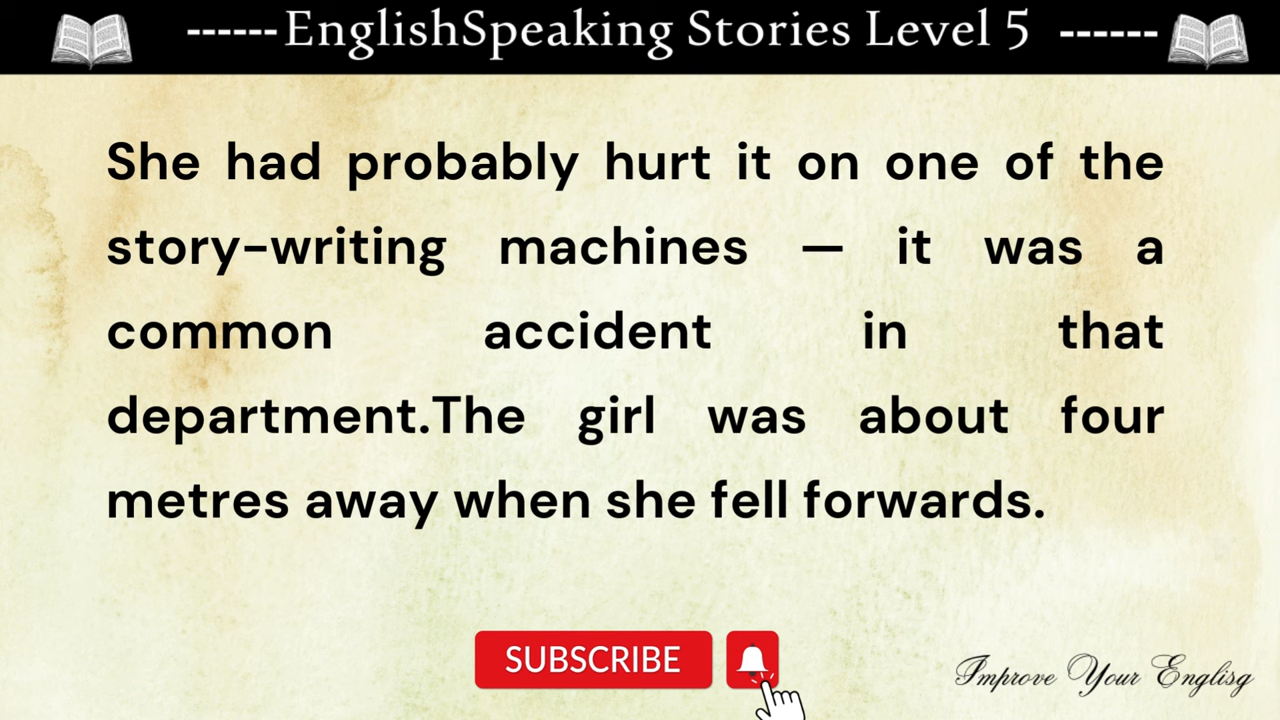 ------EnglishSpeaking Stories Level 5 ------
She had probably hurt it on one of the
story-writing machines — it was a
common accident in that
department.The girl was about four
metres away when she fell forwards.
SUBSCRIBE
Improve Your Englisg